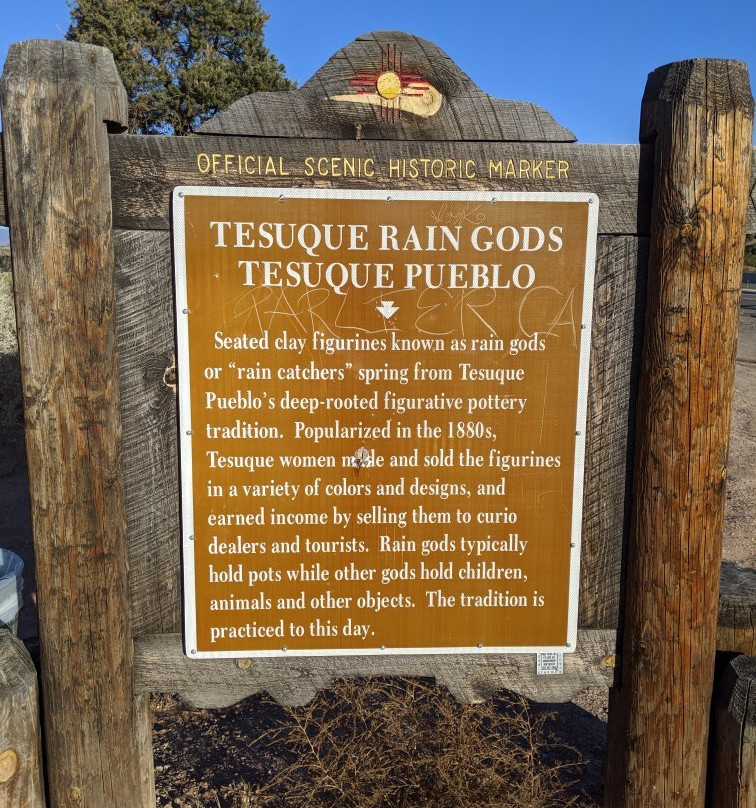 OFFICIAL SCENIC HISTORIC MARKER
TESUQUE RAIN GODS
TESUQUE PUEBLO
PARLIER CA
Seated clay figurines known as rain gods
or “rain catchers” spring from Tesuque
Pueblo’s deep-rooted figurative pottery
tradition. Popularized in the 1880s,
Tesuque women made and sold the figurines
in a variety of colors and designs, and
earned income by selling them to curio
dealers and tourists. Rain gods typically
hold pots while other gods hold children,
animals and other objects. The tradition is
practiced to this day.